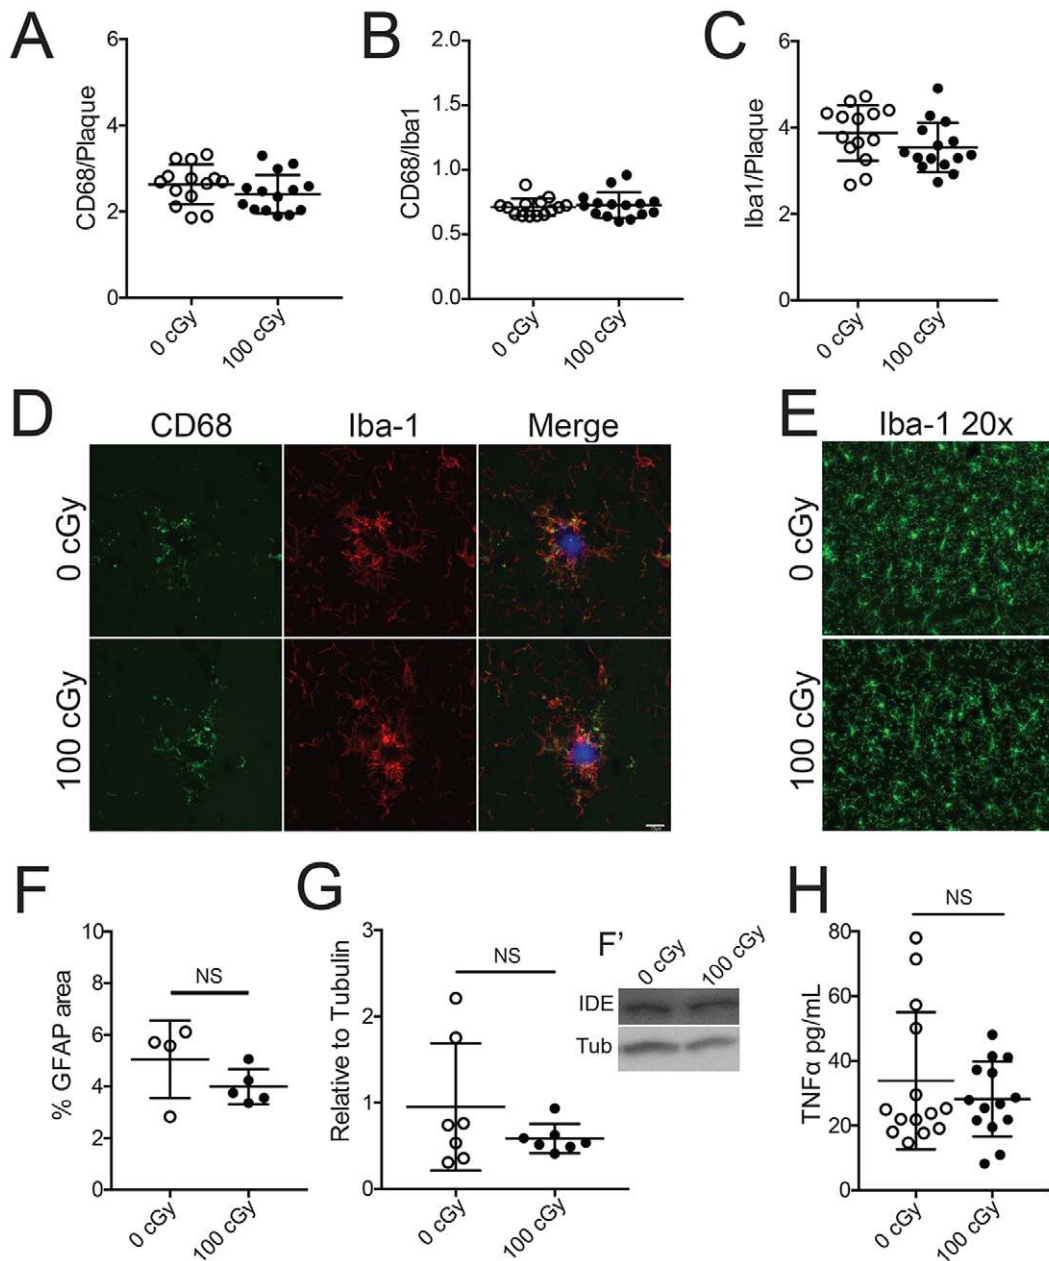 A
CD68/Plaque
6
4
2
0
0 cGy
100 cGy
B
CD68/Iba1
2.0
1.5
1.0
0.5
0.0
0 cGy
100 cGy
C
Iba1/Plaque
6
4
2
0
0 cGy
100 cGy
D
CD68
Iba-1
Merge
0 cGy
100 cGy
E
Iba-1 20x
0 cGy
100 cGy
F
% GFAP area
10
8
6
4
2
0
NS
0 cGy
100 cGy
G
Relative to Tubulin
3
2
1
0
NS
0 cGy
100 cGy
F'
0 cGy
100 cGy
IDE
Tub
H
TNFα pg/mL
80
60
40
20
0
NS
0 cGy
100 cGy